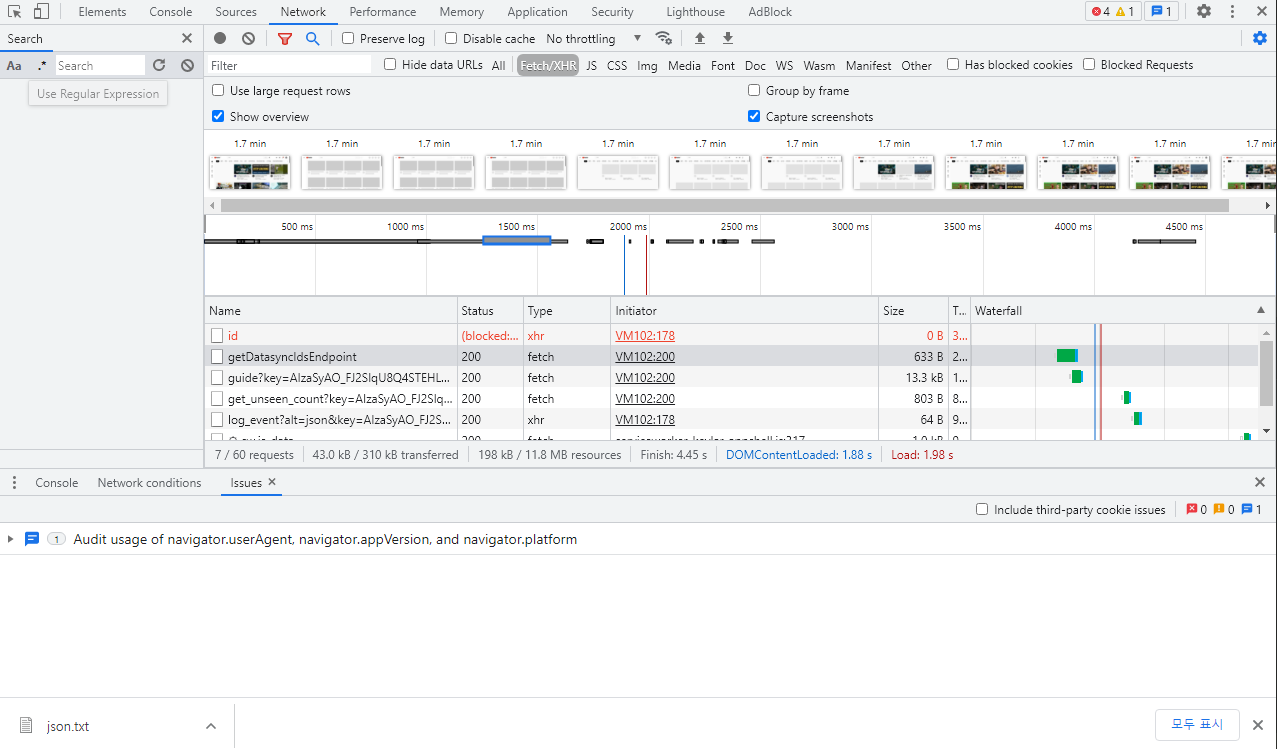 Elements Console Sources Network Performance Memory Application Security Lighthouse AdBlock 4 1 1
Search
Preserve log Disable cache No throttling
Aa .* Search
Filter Hide data URLs All Fetch/XHR JS CSS Img Media Font Doc WS Wasm Manifest Other Has blocked cookies Blocked Requests
Use Regular Expression
Use large request rows Group by frame
Show overview Capture screenshots
1.7 min 1.7 min 1.7 min 1.7 min 1.7 min 1.7 min 1.7 min 1.7 min 1.7 min 1.7 min 1.7 min 1.7 min
500 ms 1000 ms 1500 ms 2000 ms 2500 ms 3000 ms 3500 ms 4000 ms 4500 ms
Name Status Type Initiator Size T... Waterfall
id (blocked:... xhr VM102:178 0 B 3...
getDatasyncIdsEndpoint 200 fetch VM102:200 633 B 2...
guide?key=AIzaSyAO_FJ2SlqU8Q4STEHL... 200 fetch VM102:200 13.3 kB 1...
get_unseen_count?key=AIzaSyAO_FJ2Slq... 200 fetch VM102:200 803 B 8...
log_event?alt=json&key=AIzaSyAO_FJ2S... 200 xhr VM102:178 64 B 9...
7 / 60 requests 43.0 kB / 310 kB transferred 198 kB / 11.8 MB resources Finish: 4.45 s DOMContentLoaded: 1.88 s Load: 1.98 s
Console Network conditions Issues
Include third-party cookie issues 0 0 1
1 Audit usage of navigator.userAgent, navigator.appVersion, and navigator.platform
json.txt 모두 표시